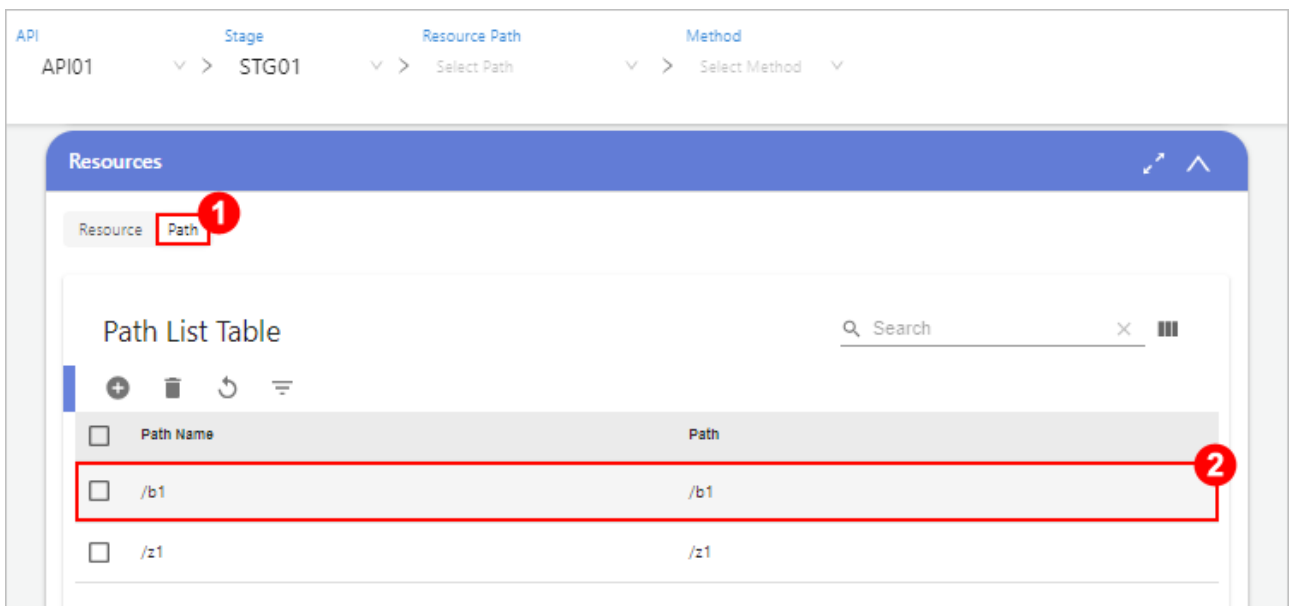 API Stage Resource Path Method
API01 > STG01 > Select Path > Select Method
Resources
1
Resource Path
Path List Table
Search
Path Name Path
2
/b1 /b1
/z1 /z1